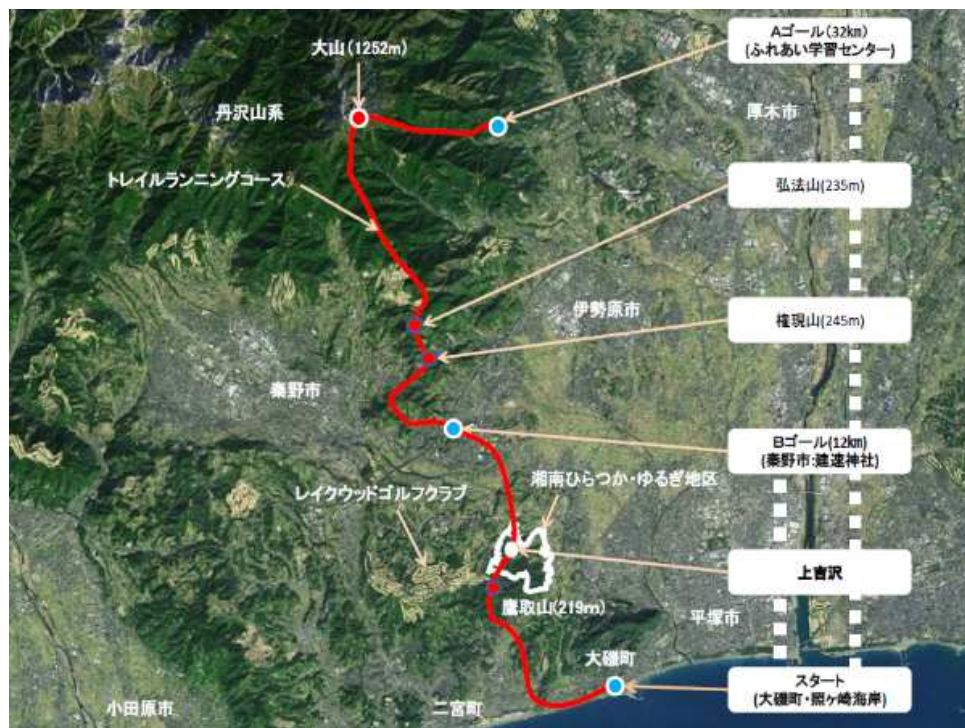 大山(1252m)
Aゴール(32㎞)
(ふれあい学習センター)
丹沢山系
厚木市
トレイルランニングコース
弘法山(235m)
伊勢原市
権現山(245m)
秦野市
Bゴール(12㎞)
(秦野市:建速神社)
湘南ひらつか・ゆるぎ地区
レイクウッドゴルフクラブ
上吉沢
鷹取山(219m)
平塚市
大磯町
スタート
(大磯町・照ヶ崎海岸)
小田原市
二宮町